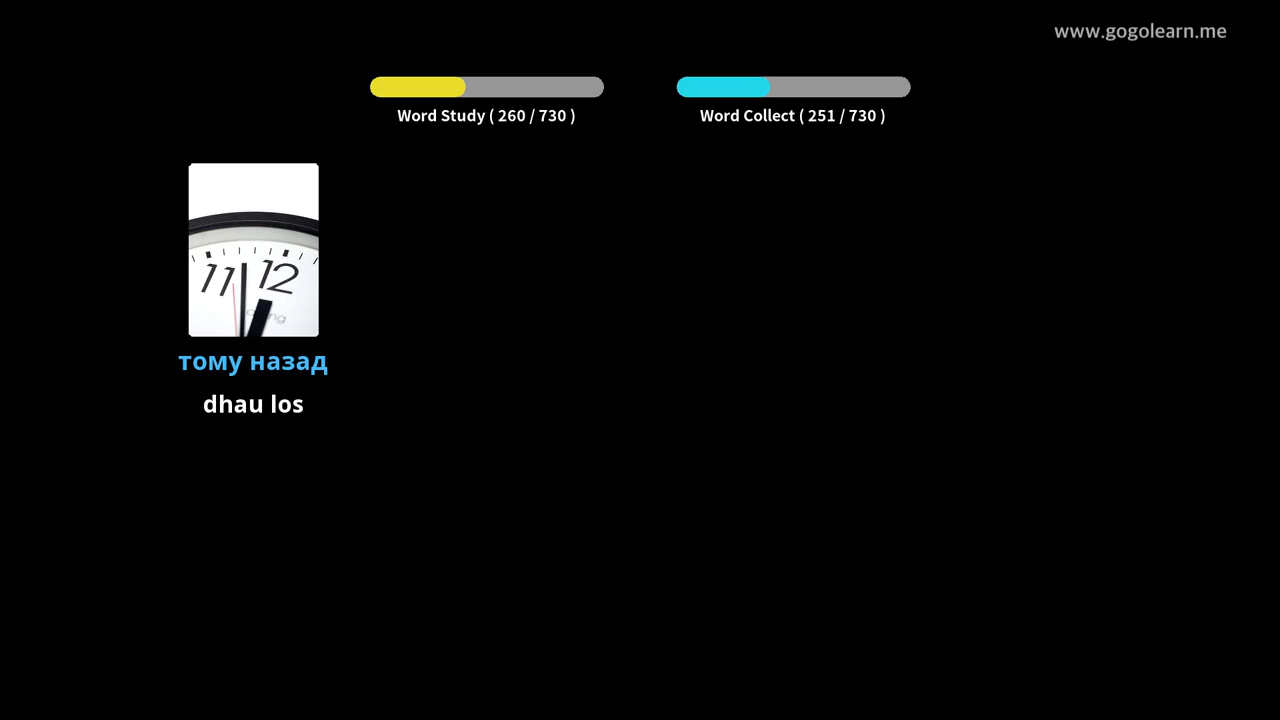 www.gogolearn.me
Word Study ( 260 / 730 )
Word Collect ( 251 / 730 )
11 12
тому назад
dhau los